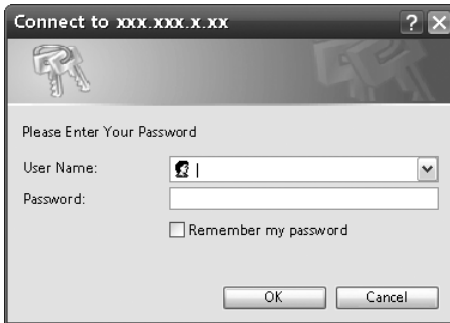 Connect to xxx.xxx.x.xx
Please Enter Your Password
User Name:
Password:
Remember my password
OK Cancel